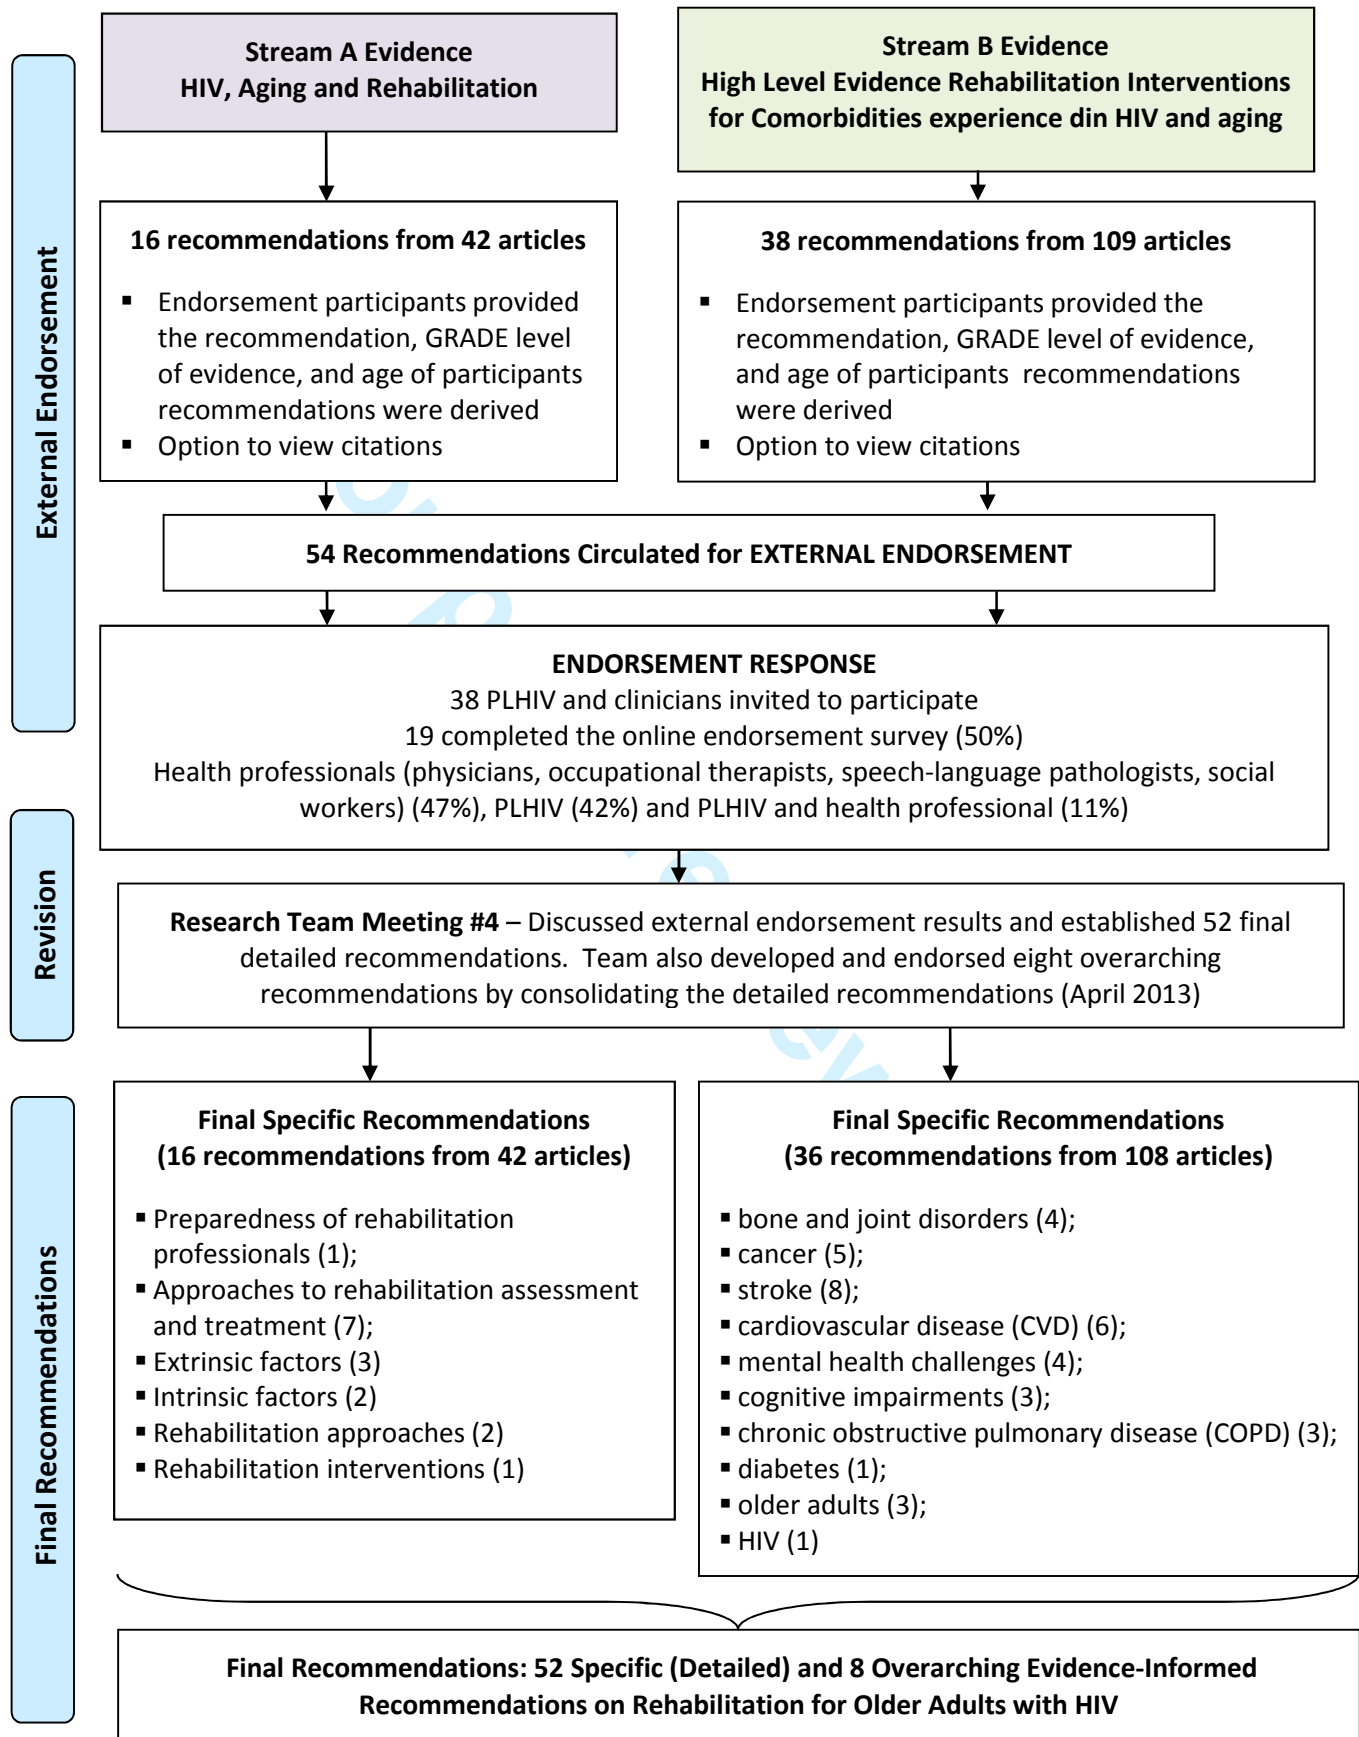 External Endorsement
Stream A Evidence
HIV, Aging and Rehabilitation
Stream B Evidence
High Level Evidence Rehabilitation Interventions
for Comorbidities experience din HIV and aging
16 recommendations from 42 articles
▪ Endorsement participants provided
the recommendation, GRADE level
of evidence, and age of participants
recommendations were derived
▪ Option to view citations
38 recommendations from 109 articles
▪ Endorsement participants provided the
recommendation, GRADE level of evidence,
and age of participants  recommendations
were derived
▪ Option to view citations
54 Recommendations Circulated for EXTERNAL ENDORSEMENT
ENDORSEMENT RESPONSE
38 PLHIV and clinicians invited to participate
19 completed the online endorsement survey (50%)
Health professionals (physicians, occupational therapists, speech-language pathologists, social
workers) (47%), PLHIV (42%) and PLHIV and health professional (11%)
Revision
Research Team Meeting #4 – Discussed external endorsement results and established 52 final
detailed recommendations.  Team also developed and endorsed eight overarching
recommendations by consolidating the detailed recommendations (April 2013)
Final Recommendations
Final Specific Recommendations
(16 recommendations from 42 articles)
▪ Preparedness of rehabilitation
professionals (1);
▪ Approaches to rehabilitation assessment
and treatment (7);
▪ Extrinsic factors (3)
▪ Intrinsic factors (2)
▪ Rehabilitation approaches (2)
▪ Rehabilitation interventions (1)
Final Specific Recommendations
(36 recommendations from 108 articles)
▪ bone and joint disorders (4);
▪ cancer (5);
▪ stroke (8);
▪ cardiovascular disease (CVD) (6);
▪ mental health challenges (4);
▪ cognitive impairments (3);
▪ chronic obstructive pulmonary disease (COPD) (3);
▪ diabetes (1);
▪ older adults (3);
▪ HIV (1)
Final Recommendations: 52 Specific (Detailed) and 8 Overarching Evidence-Informed
Recommendations on Rehabilitation for Older Adults with HIV